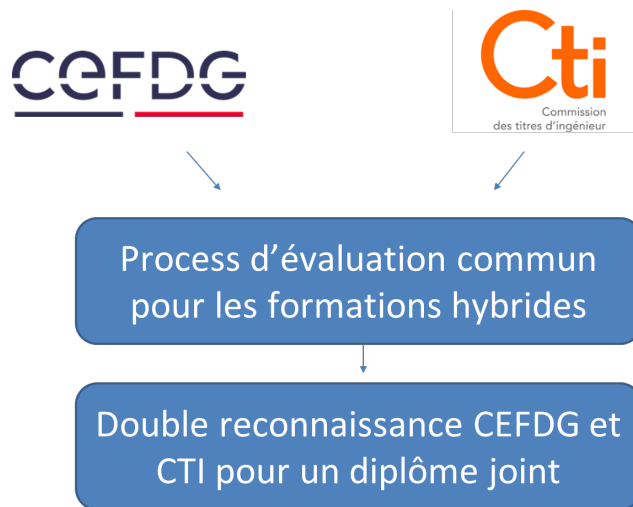 CEFDG
Cti
Commission
des titres d'ingénieur
Process d’évaluation commun
pour les formations hybrides
Double reconnaissance CEFDG et
CTI pour un diplôme joint